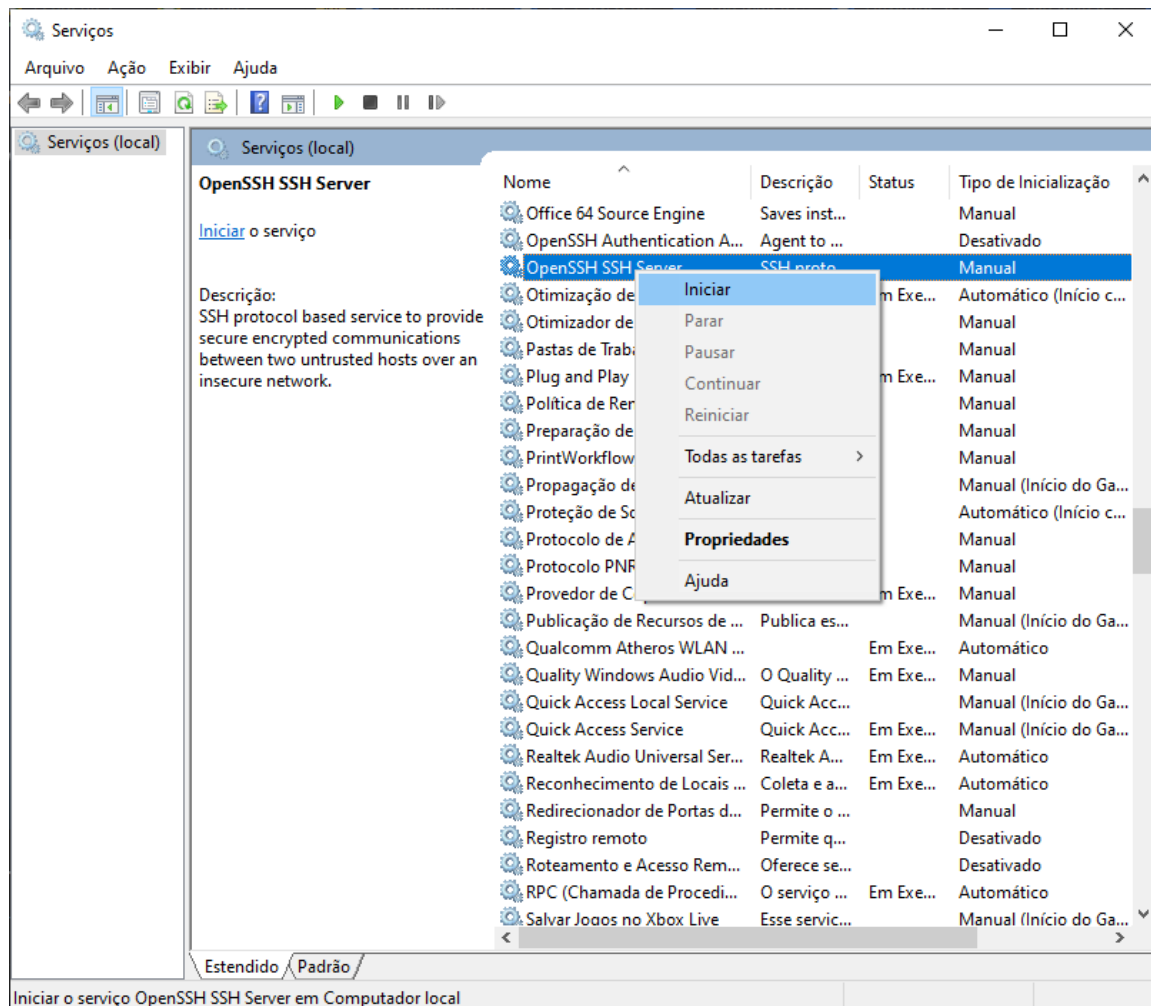 Serviços
Arquivo Ação Exibir Ajuda
Serviços (local)
Serviços (local)
OpenSSH SSH Server
Iniciar o serviço
Descrição:
SSH protocol based service to provide
secure encrypted communications
between two untrusted hosts over an
insecure network.
Nome Descrição Status Tipo de Inicialização
Office 64 Source Engine Saves inst... Manual
OpenSSH Authentication A... Agent to ... Desativado
OpenSSH SSH Server SSH proto Manual
Otimização de m Exe... Automático (Início c...
Otimizador de Manual
Pastas de Traba Manual
Plug and Play m Exe... Manual
Política de Rem Manual
Preparação de Manual
PrintWorkflow Manual
Propagação de Manual (Início do Ga...
Proteção de So Automático (Início c...
Protocolo de A Manual
Protocolo PNR Manual
Provedor de C m Exe... Manual
Publicação de Recursos de ... Publica es... Manual (Início do Ga...
Qualcomm Atheros WLAN ... Em Exe... Automático
Quality Windows Audio Vid... O Quality ... Em Exe... Manual
Quick Access Local Service Quick Acc... Manual (Início do Ga...
Quick Access Service Quick Acc... Em Exe... Manual (Início do Ga...
Realtek Audio Universal Ser... Realtek A... Em Exe... Automático
Reconhecimento de Locais ... Coleta e a... Em Exe... Automático
Redirecionador de Portas d... Permite o ... Manual
Registro remoto Permite q... Desativado
Roteamento e Acesso Rem... Oferece se... Desativado
RPC (Chamada de Procedi... O serviço ... Em Exe... Automático
Salvar Jogos no Xbox Live Esse servic... Manual (Início do Ga...
Iniciar
Parar
Pausar
Continuar
Reiniciar
Todas as tarefas
Atualizar
Propriedades
Ajuda
Estendido Padrão
Iniciar o serviço OpenSSH SSH Server em Computador local